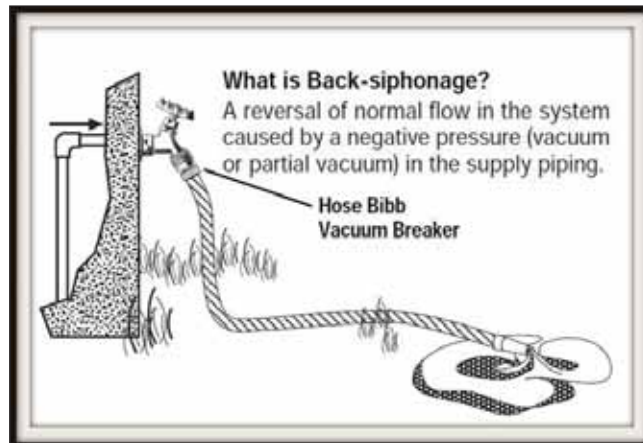 What is Back-siphonage?
A reversal of normal flow in the system
caused by a negative pressure (vacuum
or partial vacuum) in the supply piping.
Hose Bibb
Vacuum Breaker